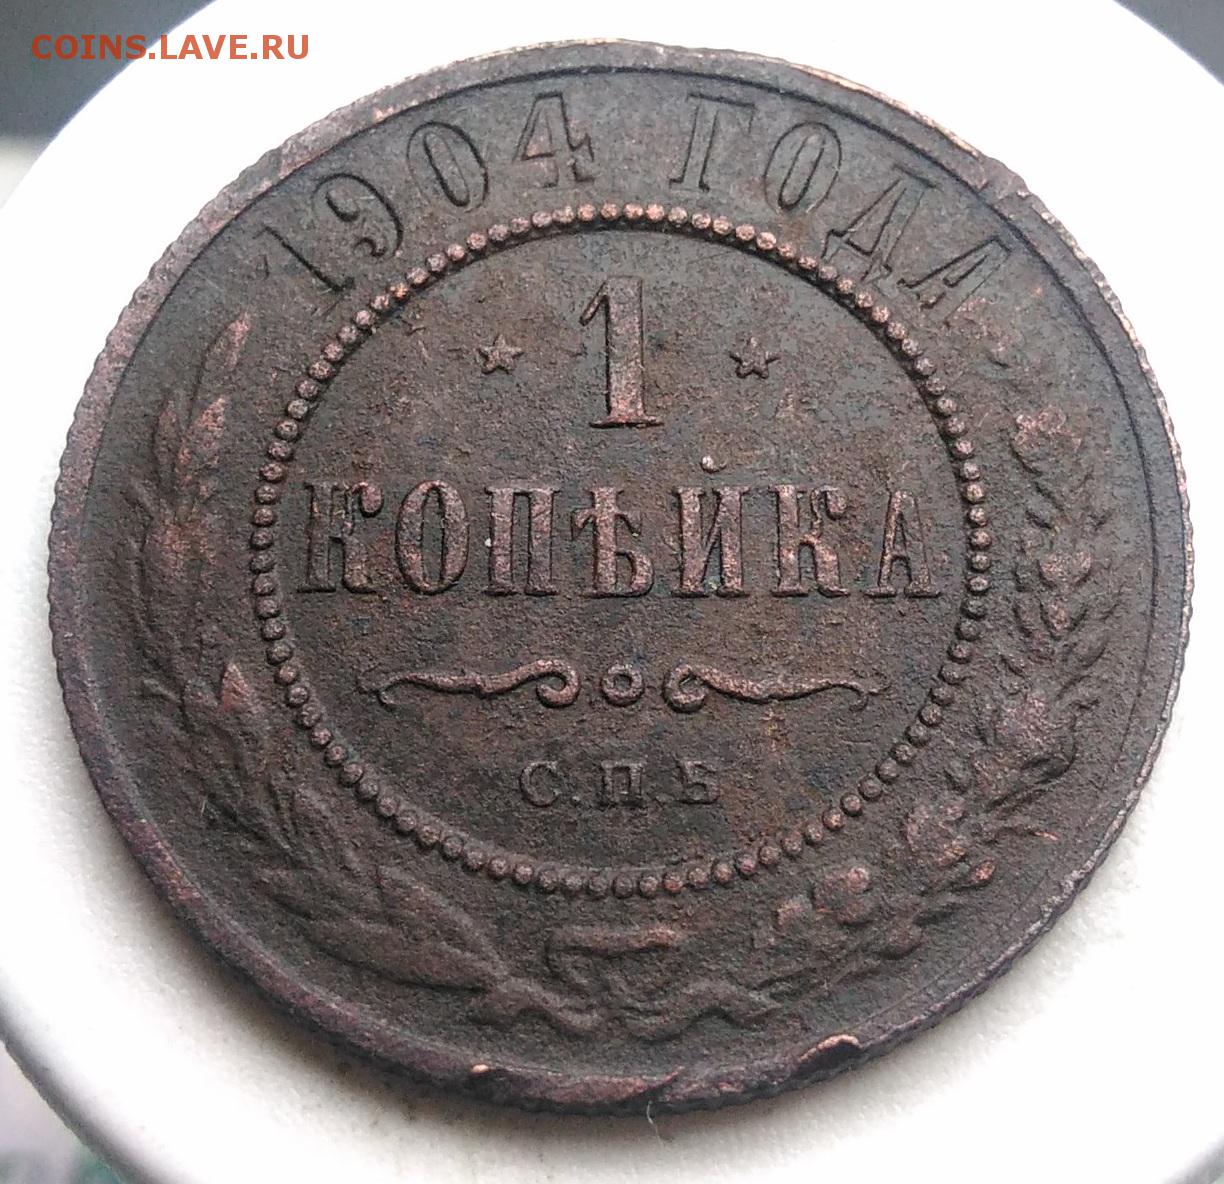 COINS.LAVE.RU
1904 ГОДА
1
КОПѢЙКА
С.П.Б